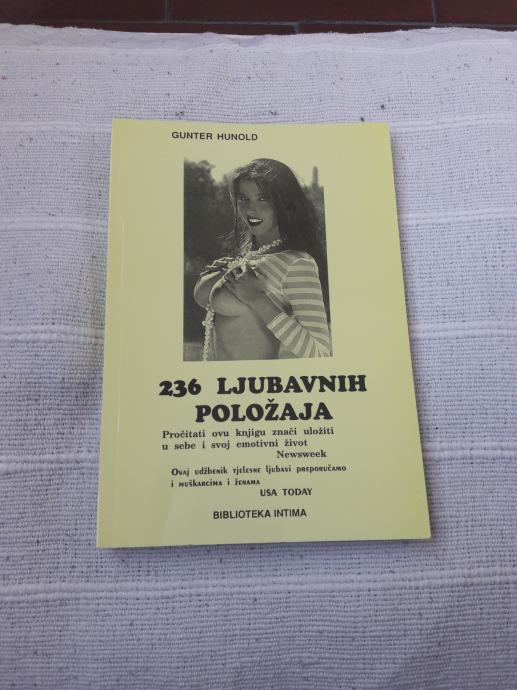 GUNTER HUNOLD
236 LJUBAVNIH
POLOŽAJA
Pročitati ovu knjigu znači uložiti
u sebe i svoj emotivni život
Newsweek
Ovaj udžbenik tjelesne ljubavi preporučamo
i muškarcima i ženama
USA TODAY
BIBLIOTEKA INTIMA